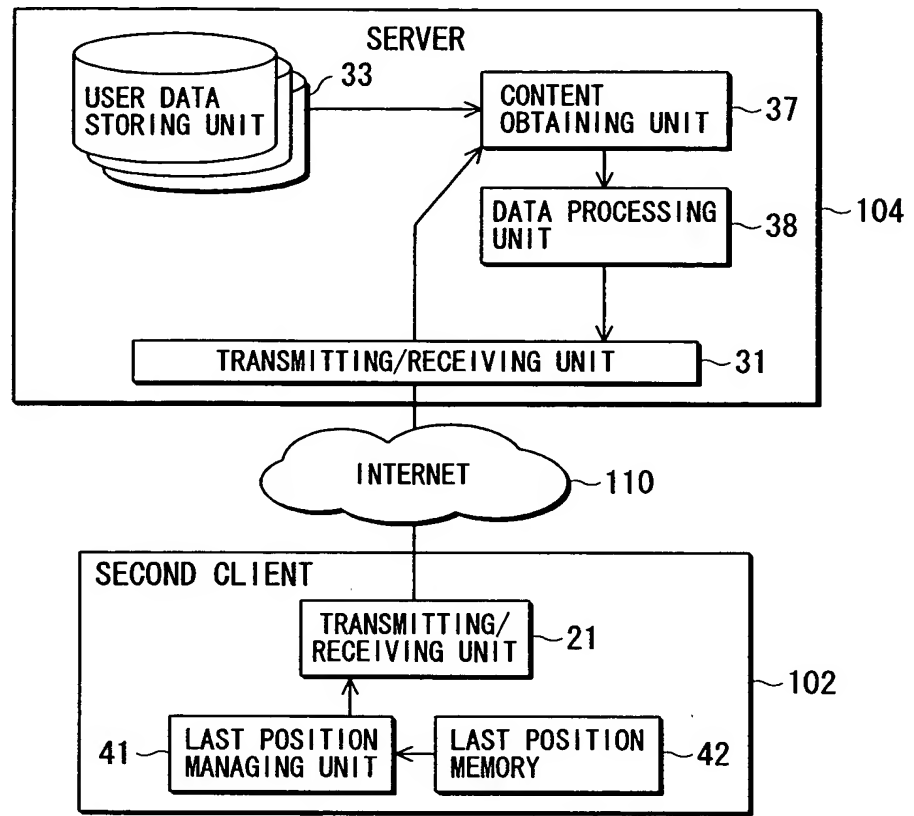 SERVER
USER DATA
STORING UNIT
33
CONTENT
OBTAINING UNIT
37
DATA PROCESSING
UNIT
38
104
TRANSMITTING/RECEIVING UNIT
31
INTERNET
110
SECOND CLIENT
TRANSMITTING/
RECEIVING UNIT
21
102
41
LAST POSITION
MANAGING UNIT
LAST POSITION
MEMORY
42